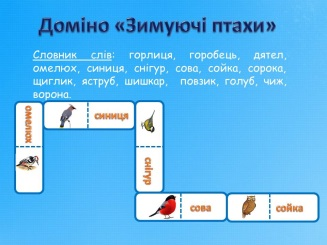 Доміно «Зимуючі птахи»
Словник слів: горлиця, горобець, дятел,
омелюх, синиця, снігур, сова, сойка, сорока,
щиглик, яструб, шишкар, повзик, голуб, чиж,
ворона.
омелюх
синиця
снігур
сова
сойка